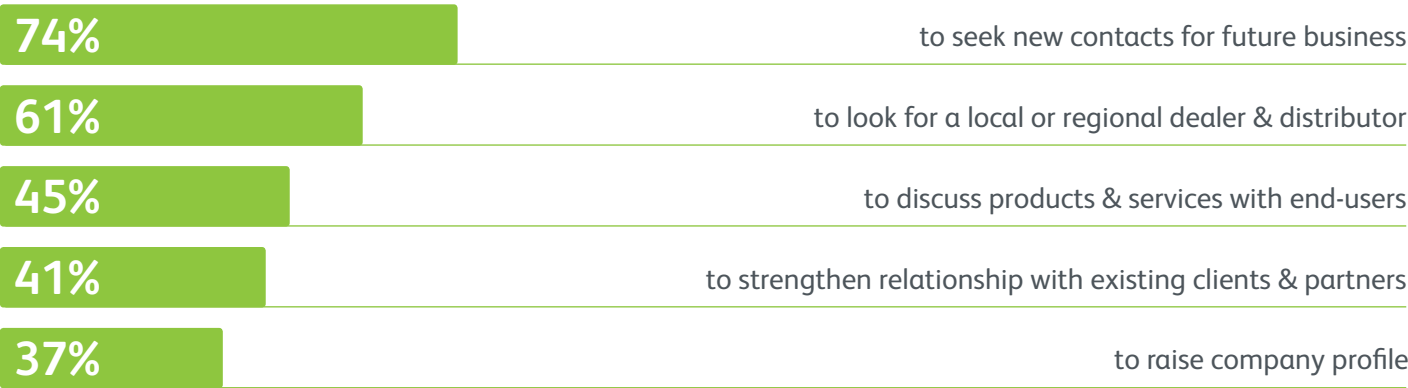 74% to seek new contacts for future business
61% to look for a local or regional dealer & distributor
45% to discuss products & services with end-users
41% to strengthen relationship with existing clients & partners
37% to raise company profile